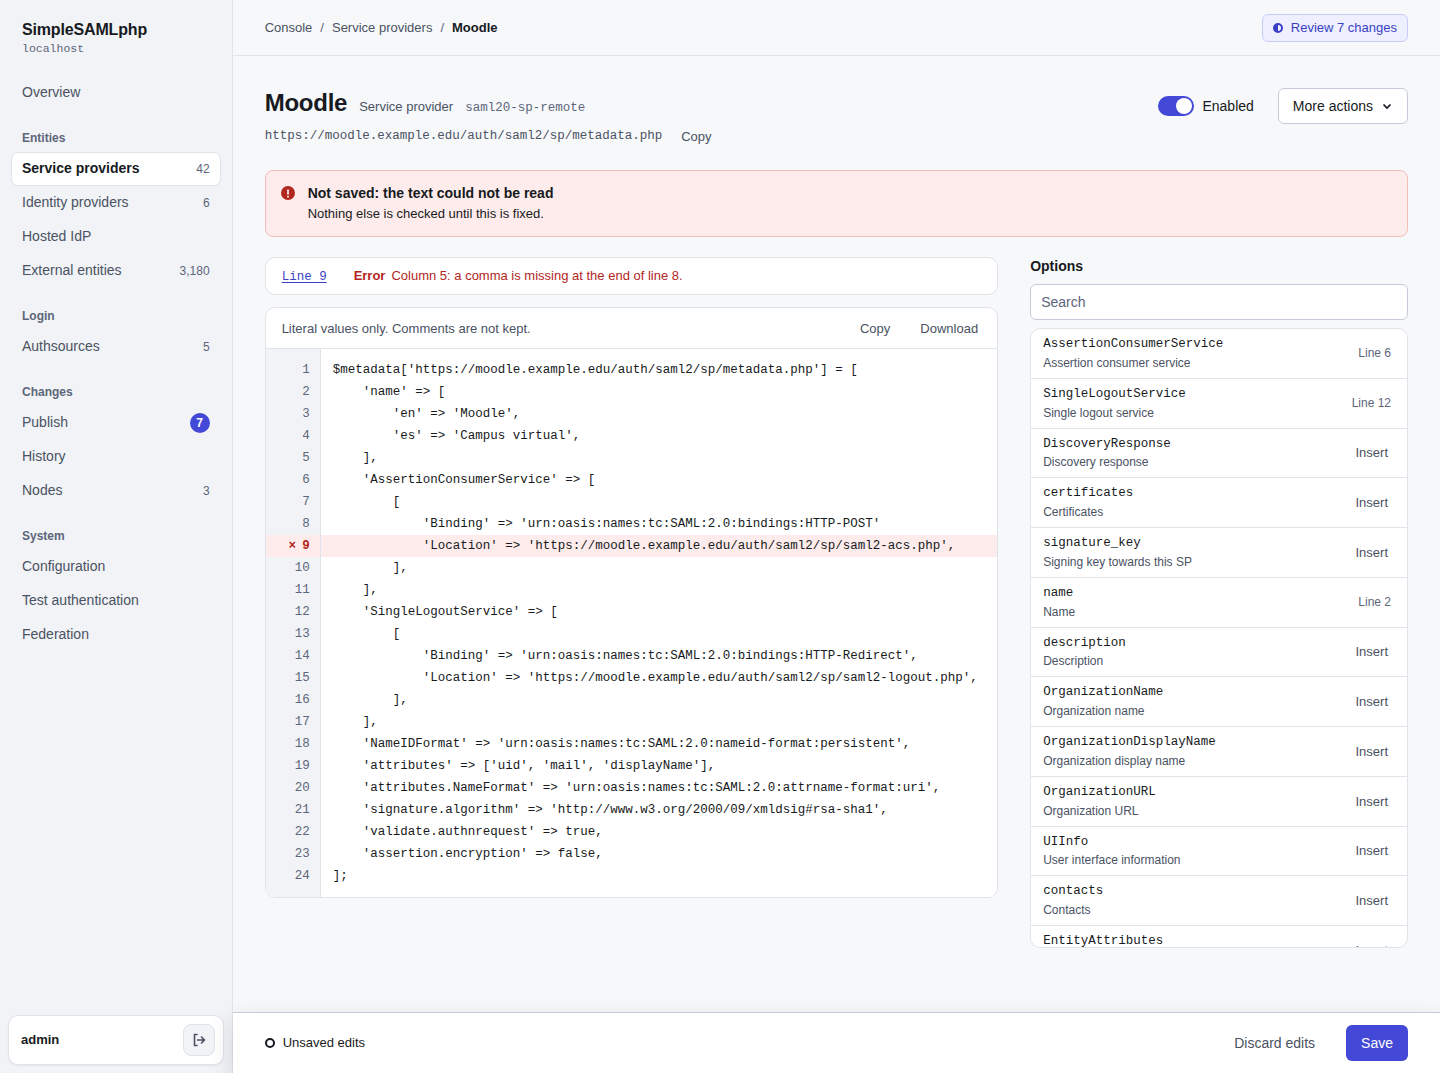 SimpleSAMLphp
localhost
Overview
Entities
Service providers 42
Identity providers 6
Hosted IdP
External entities 3,180
Login
Authsources 5
Changes
Publish 7
History
Nodes 3
System
Configuration
Test authentication
Federation
admin
Console / Service providers / Moodle
Review 7 changes
Moodle Service provider saml20-sp-remote
https://moodle.example.edu/auth/saml2/sp/metadata.php Copy
Enabled
More actions
Not saved: the text could not be read
Nothing else is checked until this is fixed.
Line 9 Error Column 5: a comma is missing at the end of line 8.
Literal values only. Comments are not kept. Copy Download
1 $metadata['https://moodle.example.edu/auth/saml2/sp/metadata.php'] = [
2 'name' => [
3 'en' => 'Moodle',
4 'es' => 'Campus virtual',
5 ],
6 'AssertionConsumerService' => [
7 [
8 'Binding' => 'urn:oasis:names:tc:SAML:2.0:bindings:HTTP-POST'
× 9 'Location' => 'https://moodle.example.edu/auth/saml2/sp/saml2-acs.php',
10 ],
11 ],
12 'SingleLogoutService' => [
13 [
14 'Binding' => 'urn:oasis:names:tc:SAML:2.0:bindings:HTTP-Redirect',
15 'Location' => 'https://moodle.example.edu/auth/saml2/sp/saml2-logout.php',
16 ],
17 ],
18 'NameIDFormat' => 'urn:oasis:names:tc:SAML:2.0:nameid-format:persistent',
19 'attributes' => ['uid', 'mail', 'displayName'],
20 'attributes.NameFormat' => 'urn:oasis:names:tc:SAML:2.0:attrname-format:uri',
21 'signature.algorithm' => 'http://www.w3.org/2000/09/xmldsig#rsa-sha1',
22 'validate.authnrequest' => true,
23 'assertion.encryption' => false,
24 ];
Options
Search
AssertionConsumerService
Assertion consumer service
Line 6
SingleLogoutService
Single logout service
Line 12
DiscoveryResponse
Discovery response
Insert
certificates
Certificates
Insert
signature_key
Signing key towards this SP
Insert
name
Name
Line 2
description
Description
Insert
OrganizationName
Organization name
Insert
OrganizationDisplayName
Organization display name
Insert
OrganizationURL
Organization URL
Insert
UIInfo
User interface information
Insert
contacts
Contacts
Insert
EntityAttributes
Unsaved edits
Discard edits
Save